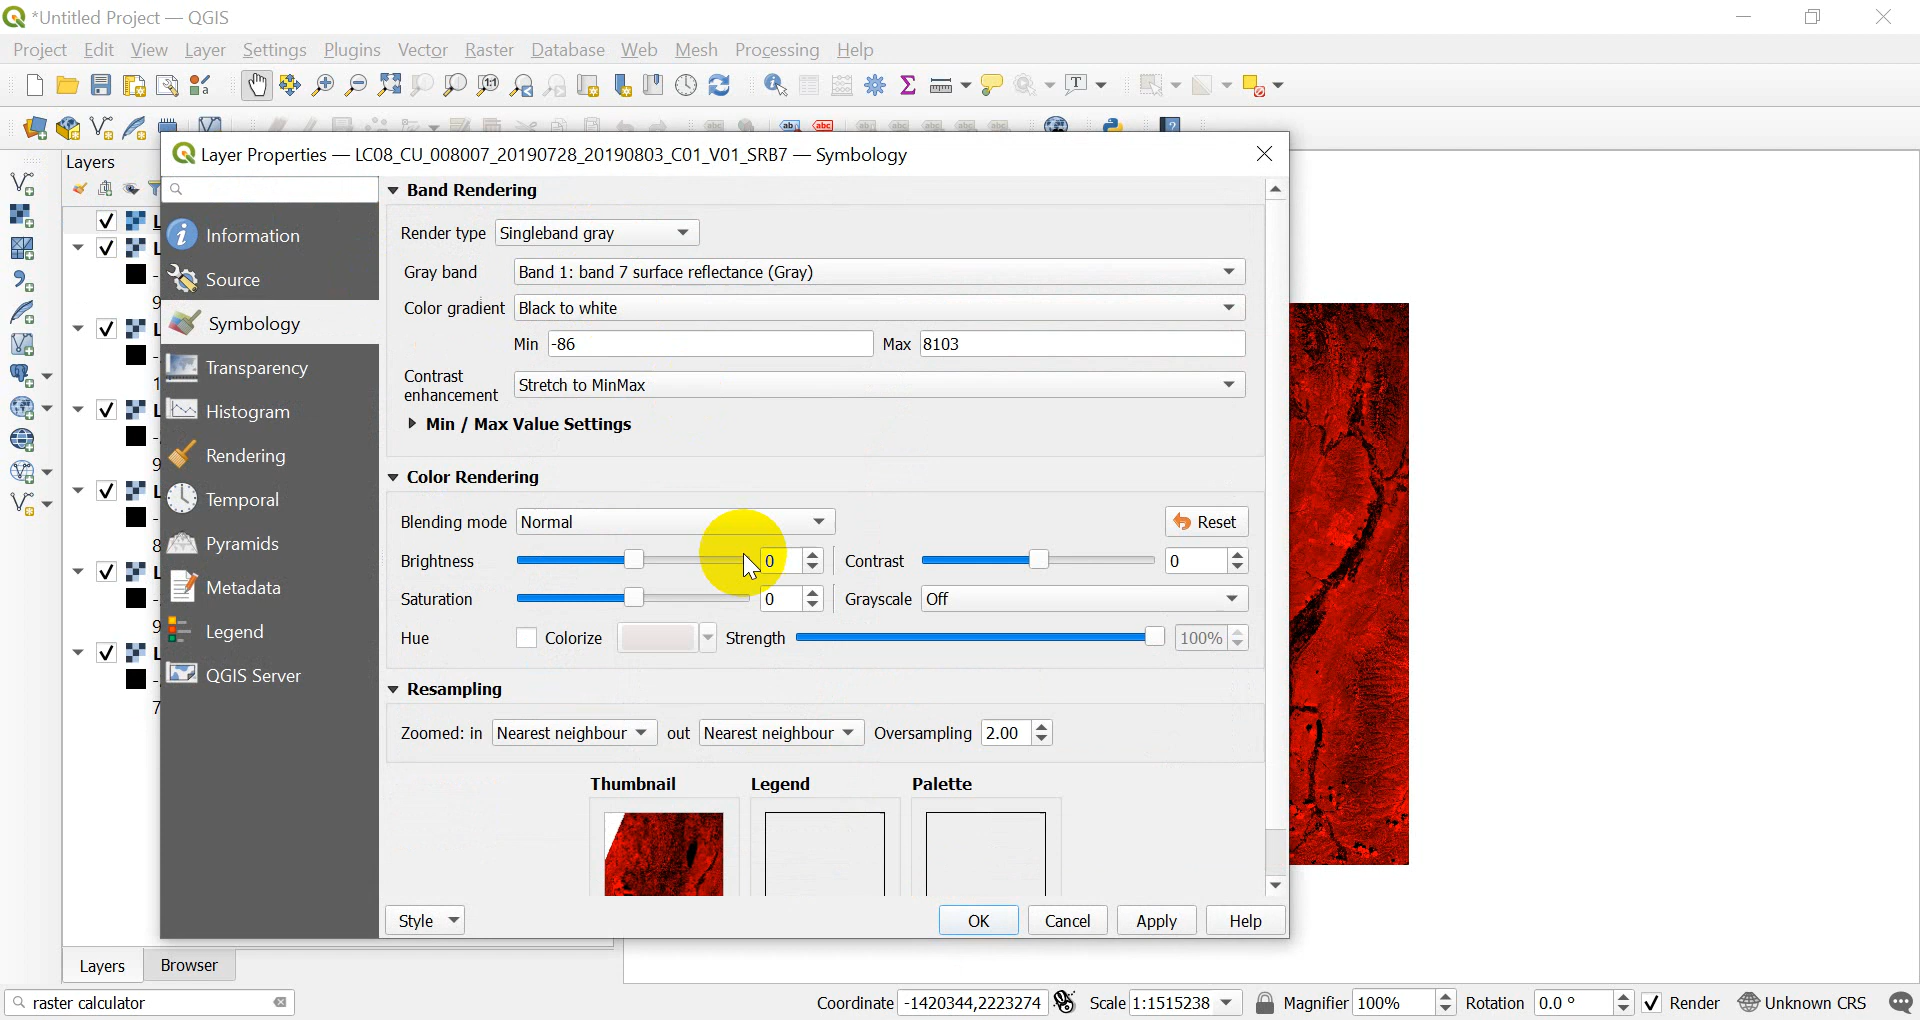 *Untitled Project — QGIS
Project Edit View Layer Settings Plugins Vector Raster Database Web Mesh Processing Help
Layers
Layer Properties — LC08_CU_008007_20190728_20190803_C01_V01_SRB7 — Symbology
Information
Source
Symbology
Transparency
Histogram
Rendering
Temporal
Pyramids
Metadata
Legend
QGIS Server
Band Rendering
Render type Singleband gray
Gray band Band 1: band 7 surface reflectance (Gray)
Color gradient Black to white
Min -86 Max 8103
Contrast enhancement Stretch to MinMax
Min / Max Value Settings
Color Rendering
Blending mode Normal Reset
Brightness 0 Contrast 0
Saturation 0 Grayscale Off
Hue Colorize Strength 100%
Resampling
Zoomed: in Nearest neighbour out Nearest neighbour Oversampling 2.00
Thumbnail Legend Palette
Style OK Cancel Apply Help
Layers Browser
raster calculator Coordinate -1420344,2223274 Scale 1:1515238 Magnifier 100% Rotation 0.0 ° Render Unknown CRS